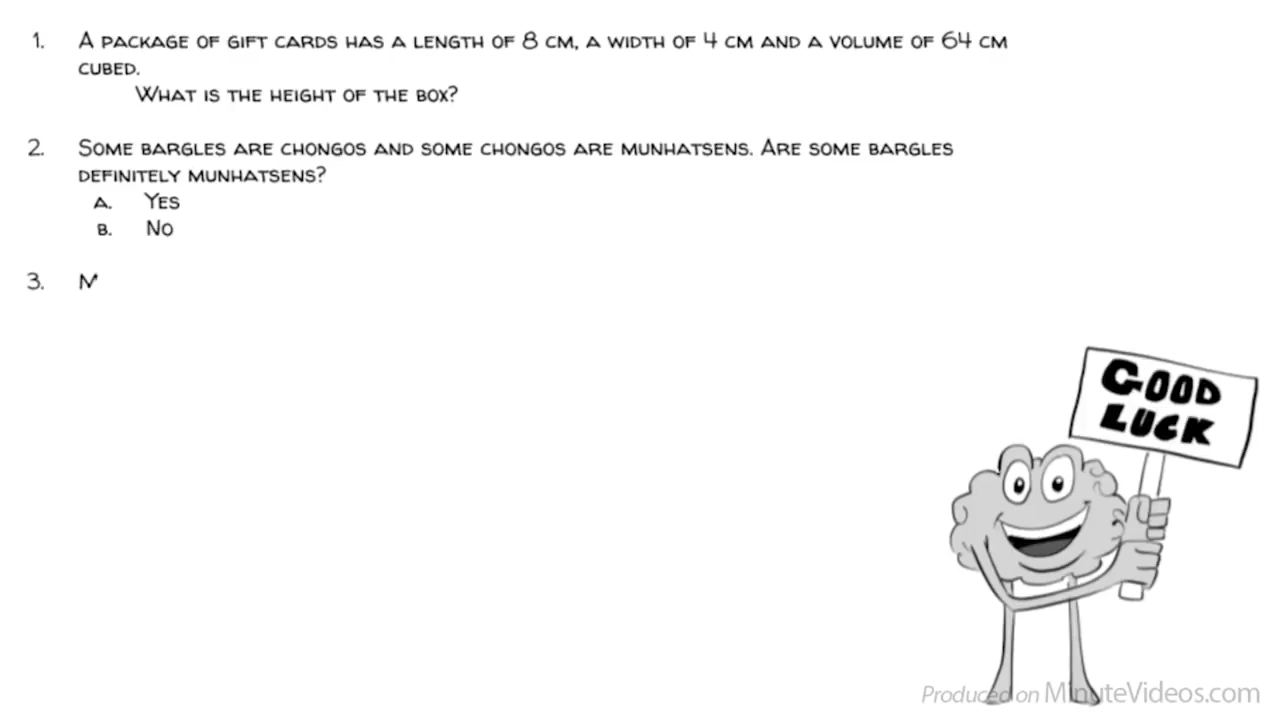 1. A package of gift cards has a length of 8 cm, a width of 4 cm and a volume of 64 cm
cubed.
What is the height of the box?
2. Some bargles are chongos and some chongos are munhatsens. Are some bargles
definitely munhatsens?
A. Yes
B. No
3.
GOOD
LUCK
Produced on MinuteVideos.com